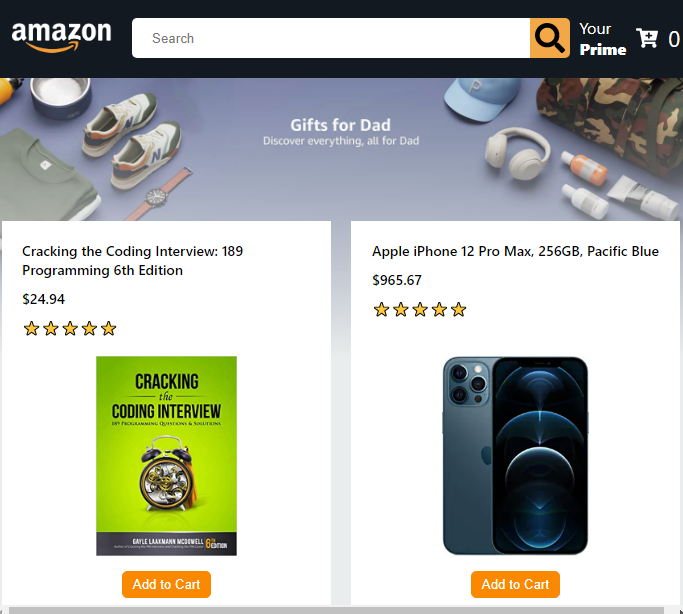 amazon
Search
Your
Prime
0
Gifts for Dad
Discover everything, all for Dad
Cracking the Coding Interview: 189
Programming 6th Edition
$24.94
CRACKING
the
CODING INTERVIEW
189 PROGRAMMING QUESTIONS & SOLUTIONS
GAYLE LAAKMANN MCDOWELL
6TH
EDITION
Add to Cart
Apple iPhone 12 Pro Max, 256GB, Pacific Blue
$965.67
Add to Cart